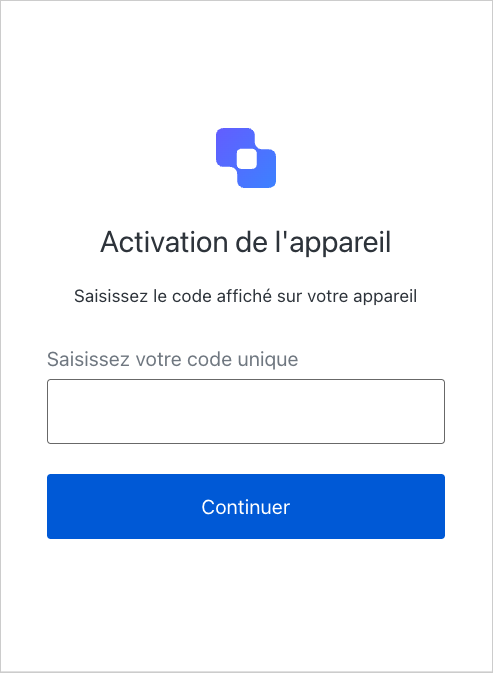 Activation de l'appareil
Saisissez le code affiché sur votre appareil
Saisissez votre code unique
Continuer